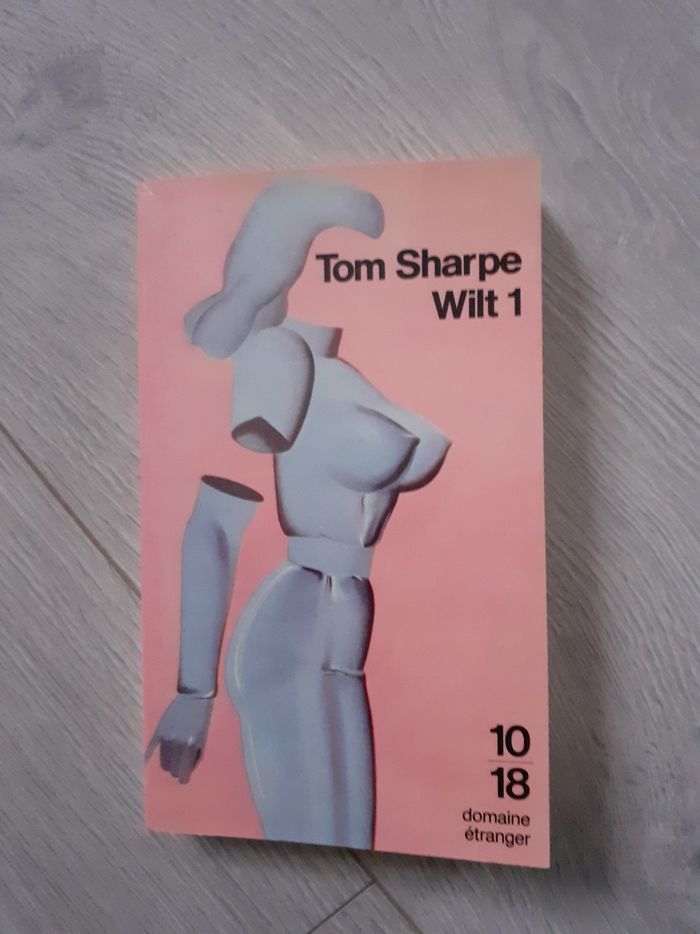 Tom Sharpe
Wilt 1
10
18
domaine
étranger